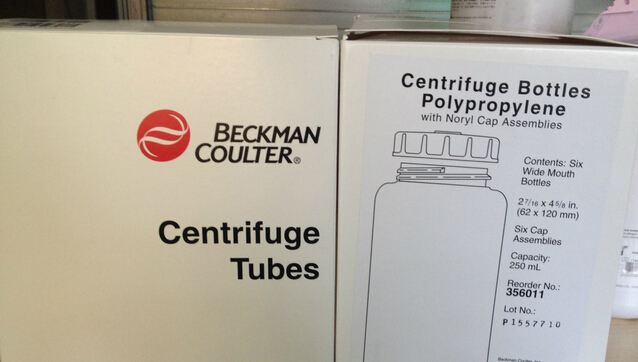 BECKMAN
COULTER®
Centrifuge
Tubes
Centrifuge Bottles
Polypropylene
with Noryl Cap Assemblies
Contents: Six
Wide Mouth
Bottles
2 7/16 x 4 5/8 in.
(62 x 120 mm)
Six Cap
Assemblies
Capacity:
250 mL
Reorder No.:
356011
Lot No.:
P1557710
Beckman Coulter